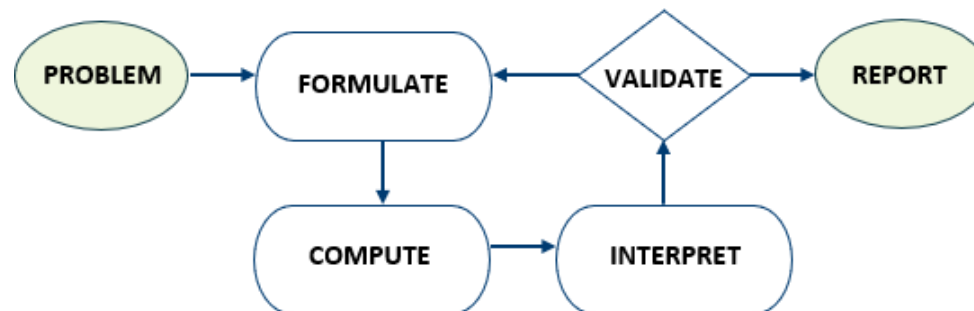 PROBLEM
FORMULATE
VALIDATE
REPORT
COMPUTE
INTERPRET